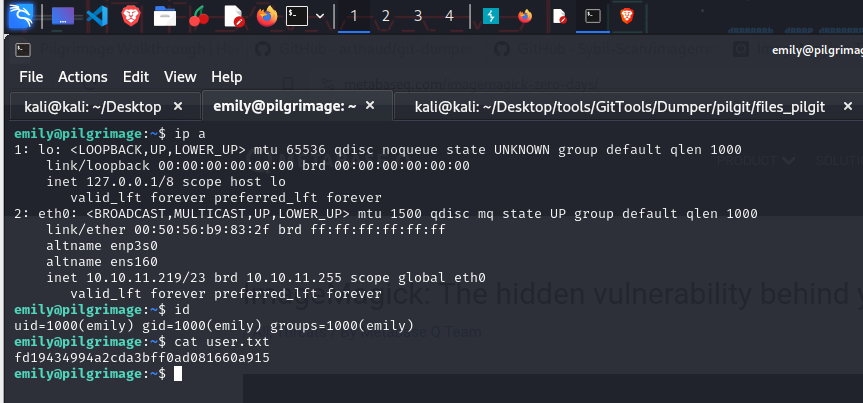 1 2 3 4
emily@pilgrimage
File Actions Edit View Help
kali@kali: ~/Desktop × emily@pilgrimage: ~ × kali@kali: ~/Desktop/tools/GitTools/Dumper/pilgit/files_pilgit ×
emily@pilgrimage:~$ ip a
1: lo: <LOOPBACK,UP,LOWER_UP> mtu 65536 qdisc noqueue state UNKNOWN group default qlen 1000
link/loopback 00:00:00:00:00:00 brd 00:00:00:00:00:00
inet 127.0.0.1/8 scope host lo
valid_lft forever preferred_lft forever
2: eth0: <BROADCAST,MULTICAST,UP,LOWER_UP> mtu 1500 qdisc mq state UP group default qlen 1000
link/ether 00:50:56:b9:83:2f brd ff:ff:ff:ff:ff:ff
altname enp3s0
altname ens160
inet 10.10.11.219/23 brd 10.10.11.255 scope global eth0
valid_lft forever preferred_lft forever
emily@pilgrimage:~$ id
uid=1000(emily) gid=1000(emily) groups=1000(emily)
emily@pilgrimage:~$ cat user.txt
fd19434994a2cda3bff0ad081660a915
emily@pilgrimage:~$
PRODUCT
ImageMagick: The hidden vulnerability behind
Team